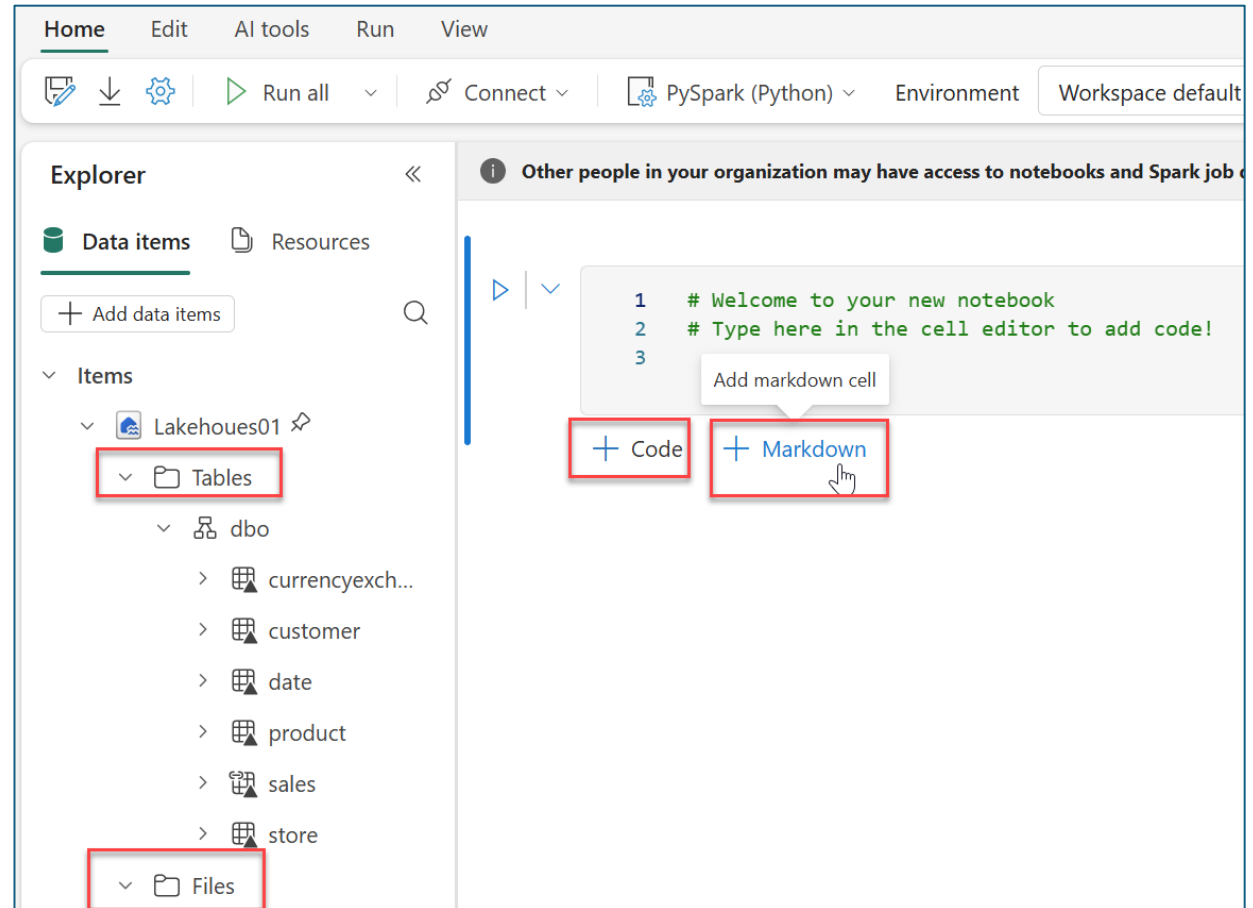 Home Edit AI tools Run View
Run all Connect PySpark (Python) Environment Workspace default
Explorer
Other people in your organization may have access to notebooks and Spark job
Data items Resources
Add data items
1 # Welcome to your new notebook
2 # Type here in the cell editor to add code!
3
Add markdown cell
Items
Lakehoues01
+ Code + Markdown
Tables
dbo
currencyexch...
customer
date
product
sales
store
Files